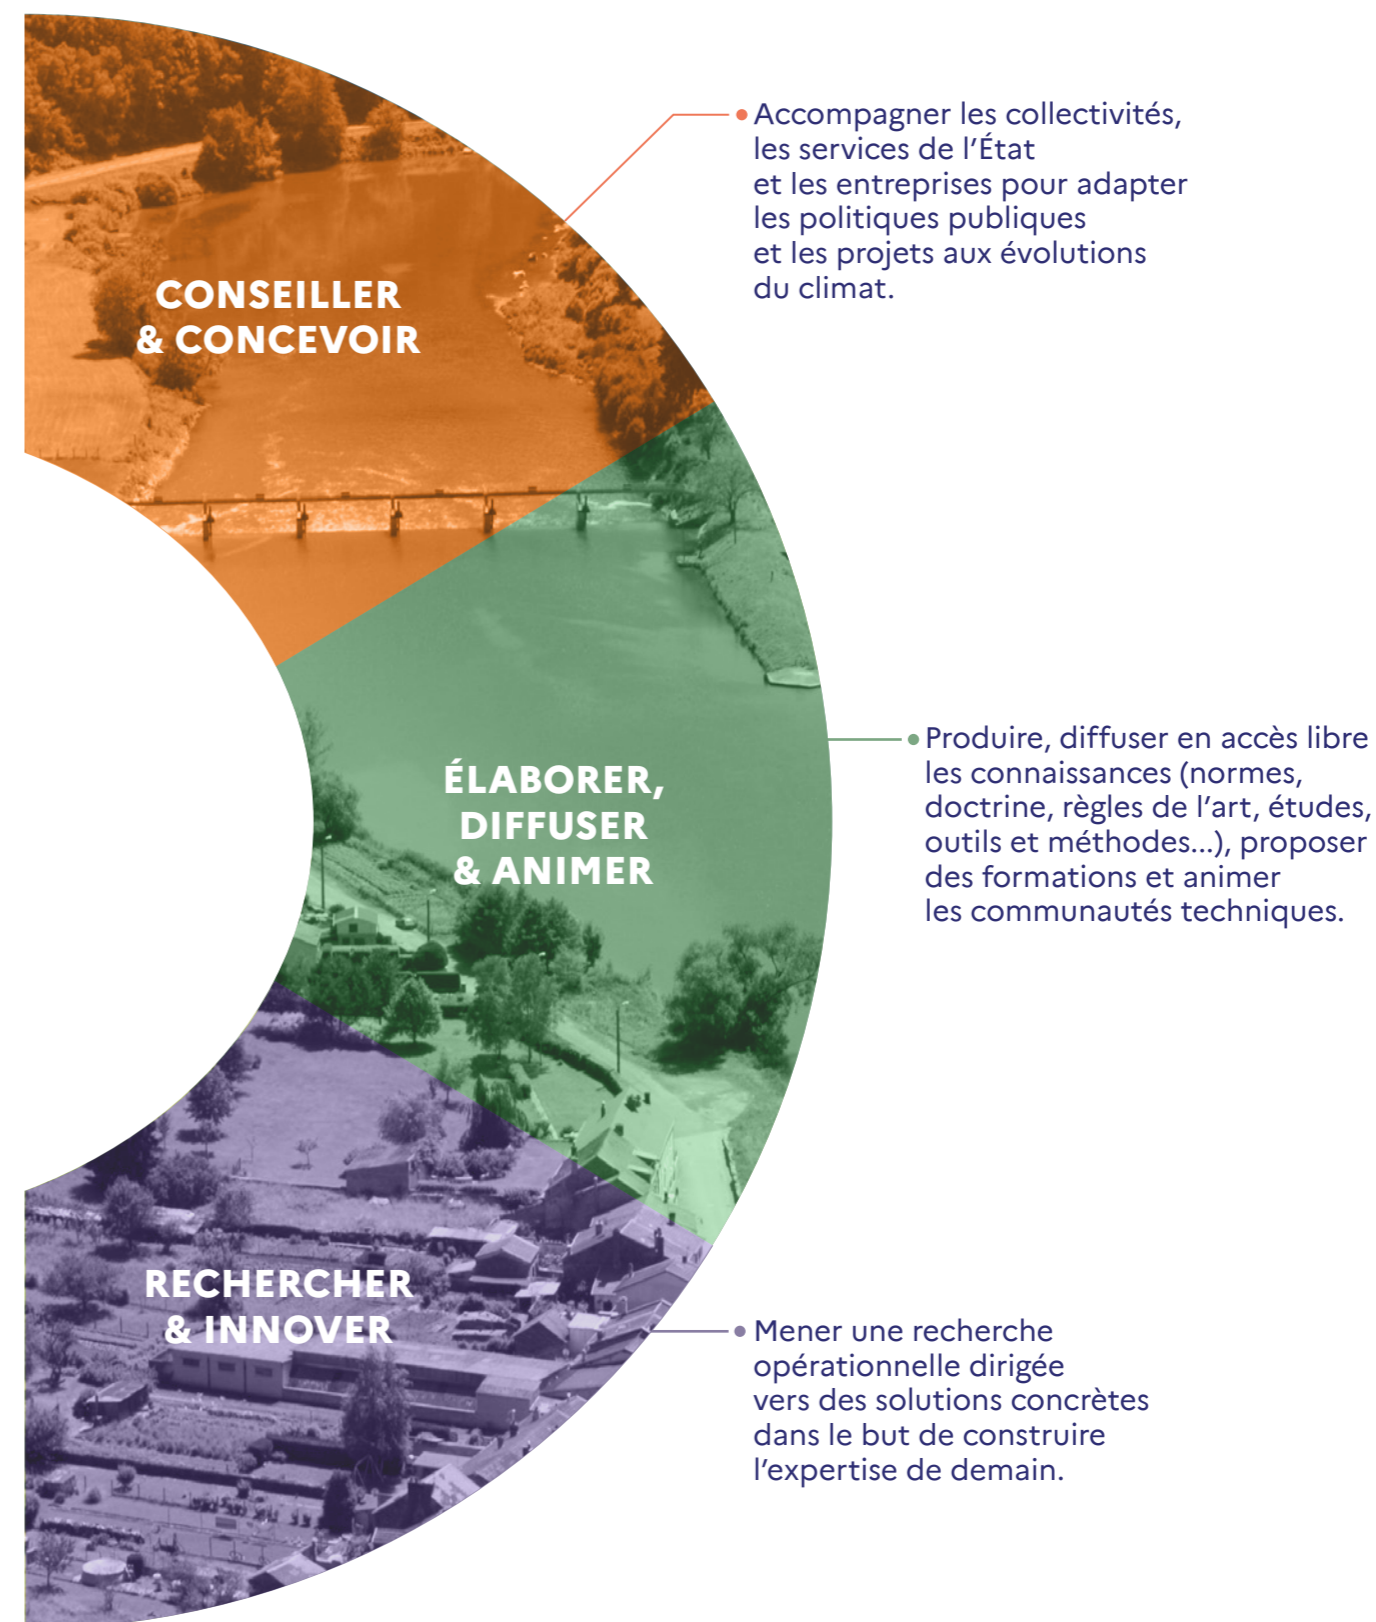 CONSEILLER
& CONCEVOIR
Accompagner les collectivités,
les services de l’État
et les entreprises pour adapter
les politiques publiques
et les projets aux évolutions
du climat.
ÉLABORER,
DIFFUSER
& ANIMER
Produire, diffuser en accès libre
les connaissances (normes,
doctrine, règles de l’art, études,
outils et méthodes...), proposer
des formations et animer
les communautés techniques.
RECHERCHER
& INNOVER
Mener une recherche
opérationnelle dirigée
vers des solutions concrètes
dans le but de construire
l’expertise de demain.